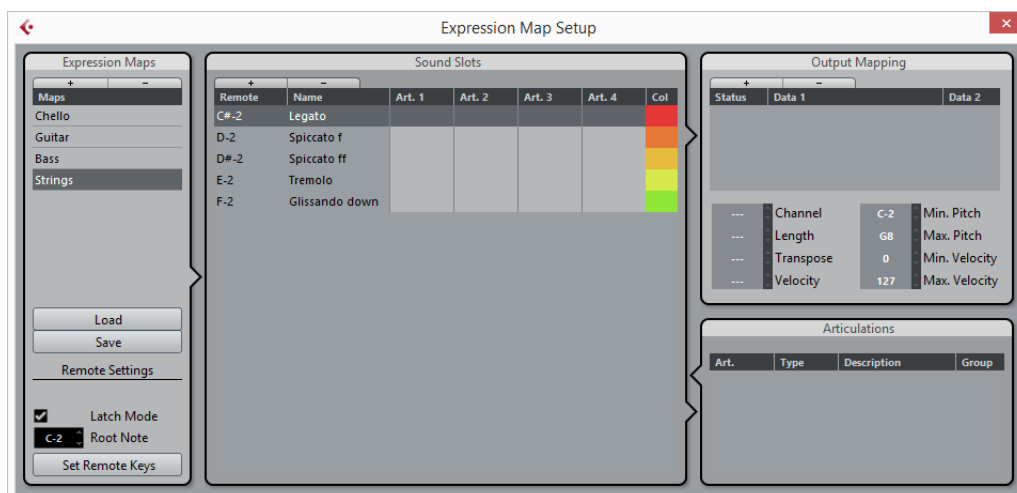 Expression Map Setup
Expression Maps
+ -
Maps
Chello
Guitar
Bass
Strings
Load
Save
Remote Settings
Latch Mode
C-2 Root Note
Set Remote Keys
Sound Slots
+ -
Remote Name Art. 1 Art. 2 Art. 3 Art. 4 Col
C#-2 Legato
D-2 Spiccato f
D#-2 Spiccato ff
E-2 Tremolo
F-2 Glissando down
Output Mapping
+ -
Status Data 1 Data 2
--- Channel C-2 Min. Pitch
--- Length G8 Max. Pitch
--- Transpose 0 Min. Velocity
--- Velocity 127 Max. Velocity
Articulations
Art. Type Description Group